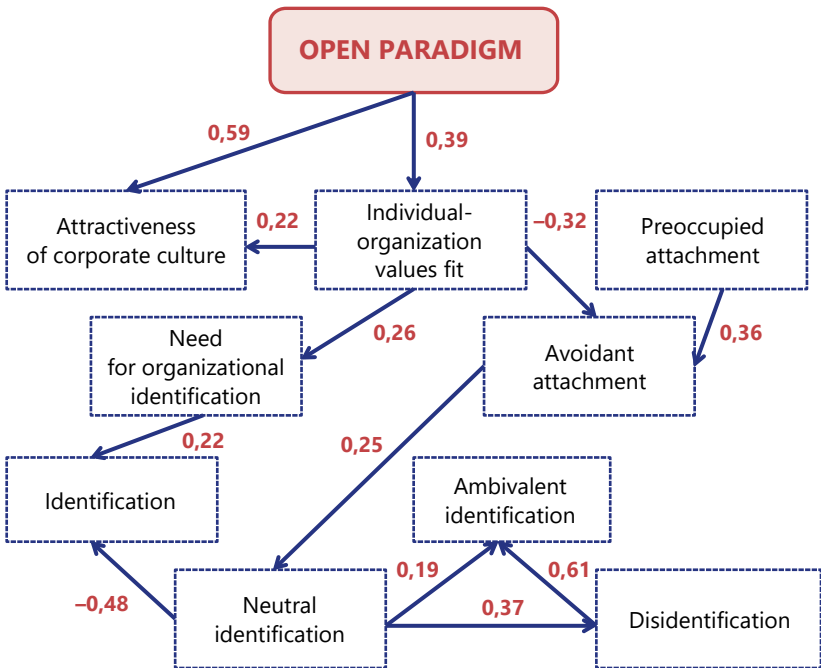 OPEN PARADIGM
0,59
0,39
Attractiveness
of corporate culture
0,22
Individual-
organization
values fit
–0,32
Preoccupied
attachment
Need
for organizational
identification
0,26
Avoidant
attachment
0,36
0,22
0,25
Identification
Ambivalent
identification
–0,48
Neutral
identification
0,19
0,61
0,37
Disidentification